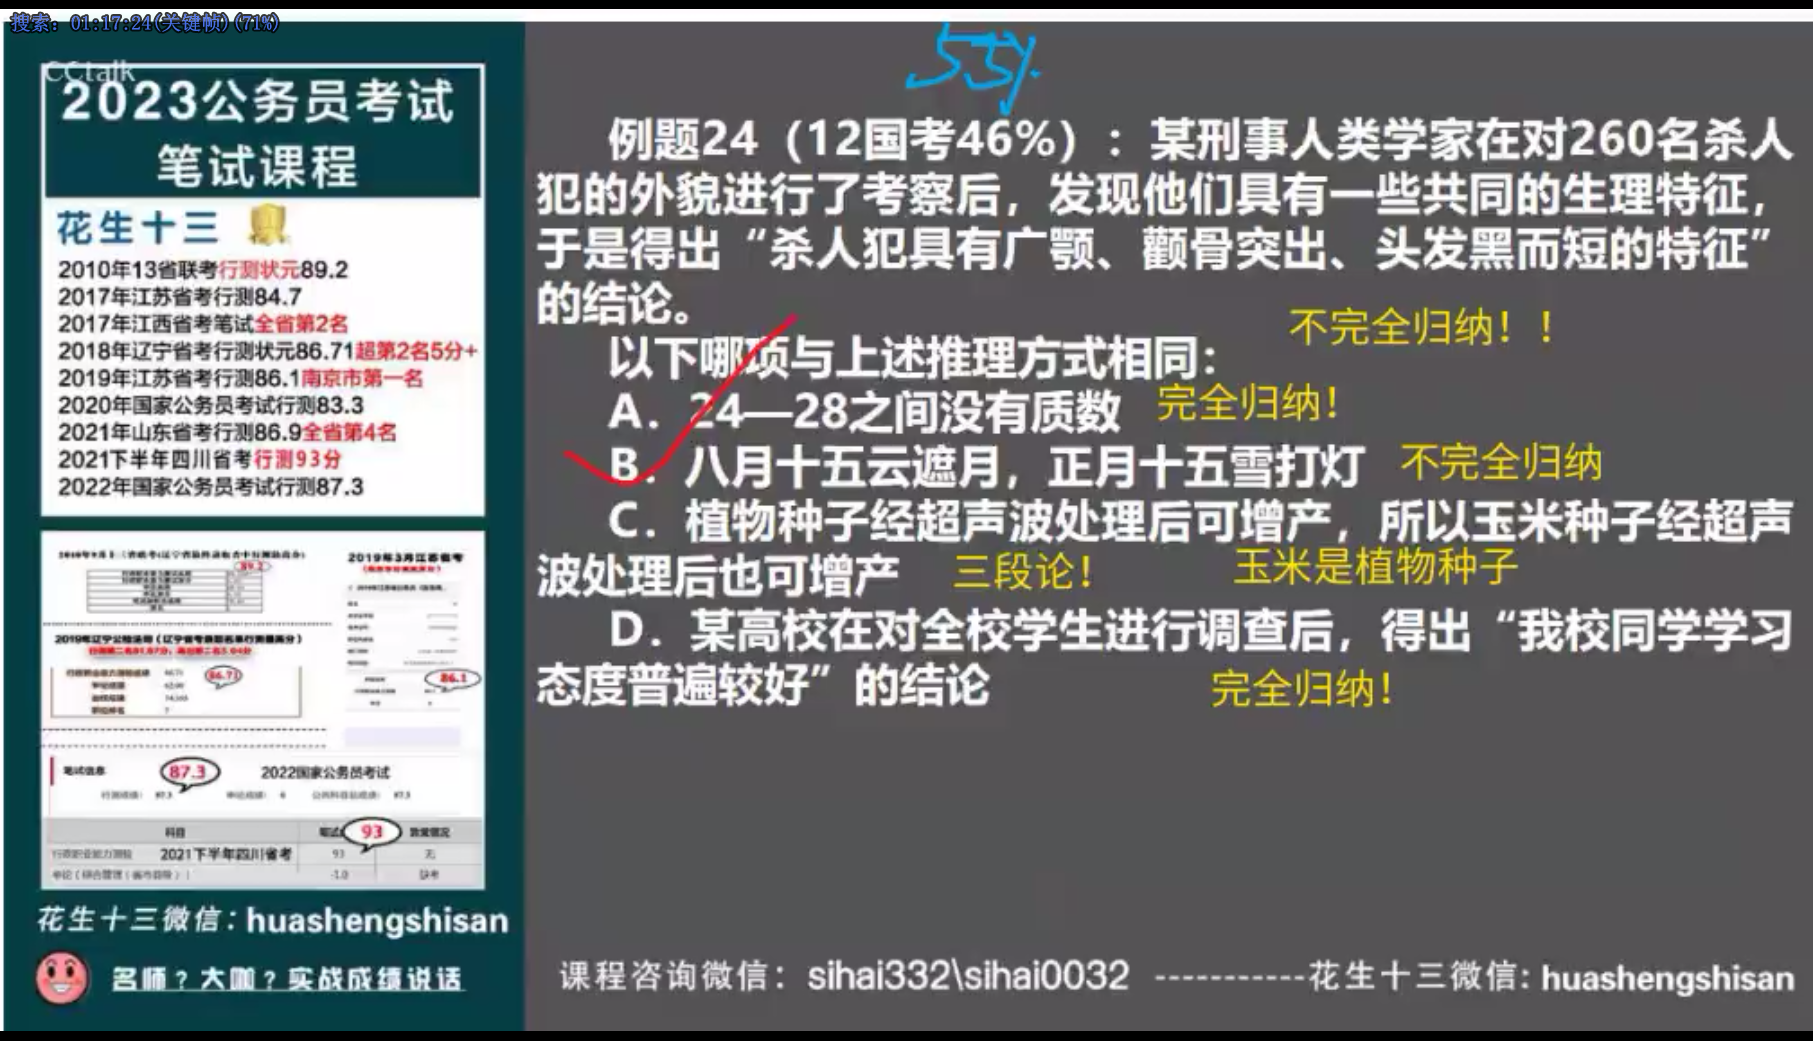 搜索: 01:17:24(关键帧)(71%)
CCtalk
2023公务员考试
笔试课程
花生十三
2010年13省联考行测状元89.2
2017年江苏省考行测84.7
2017年江西省考笔试全省第2名
2018年辽宁省考行测状元86.71超第2名5分+
2019年江苏省考行测86.1南京市第一名
2020年国家公务员考试行测83.3
2021年山东省考行测86.9全省第4名
2021下半年四川省考行测93分
2022年国家公务员考试行测87.3
2019年3月江苏省考
89.2
86.71
86.1
笔试信息
87.3
2022国家公务员考试
科目
93
2021下半年四川省考
93
无
-1.0
缺考
花生十三微信：huashengshisan
名师？大咖？实战成绩说话
55%
例题24（12国考46%）：某刑事人类学家在对260名杀人
犯的外貌进行了考察后，发现他们具有一些共同的生理特征，
于是得出“杀人犯具有广颚、颧骨突出、头发黑而短的特征”
的结论。
不完全归纳！！
以下哪项与上述推理方式相同：
A．24—28之间没有质数 完全归纳！
B．八月十五云遮月，正月十五雪打灯 不完全归纳
C．植物种子经超声波处理后可增产，所以玉米种子经超声
波处理后也可增产 三段论！ 玉米是植物种子
D．某高校在对全校学生进行调查后，得出“我校同学学习
态度普遍较好”的结论 完全归纳！
课程咨询微信：sihai332\sihai0032 -----------花生十三微信：huashengshisan